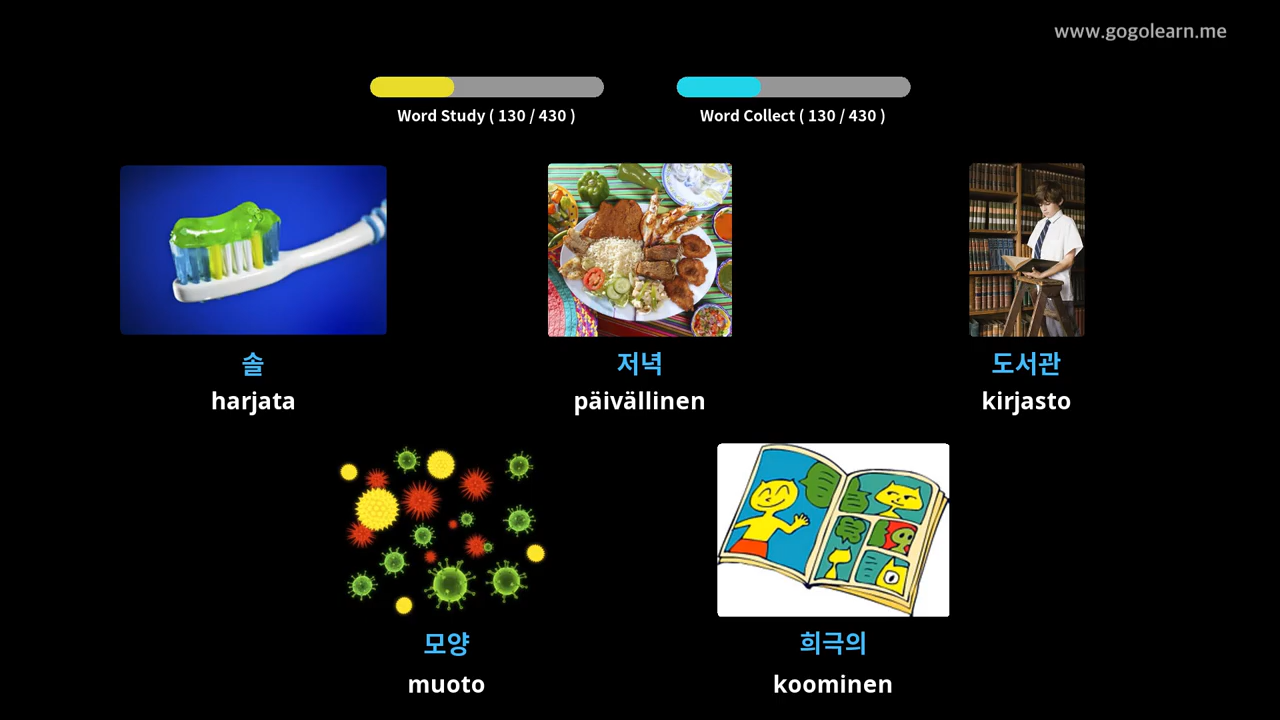 www.gogolearn.me
Word Study ( 130 / 430 )
Word Collect ( 130 / 430 )
솔
harjata
저녁
päivällinen
도서관
kirjasto
모양
muoto
희극의
koominen